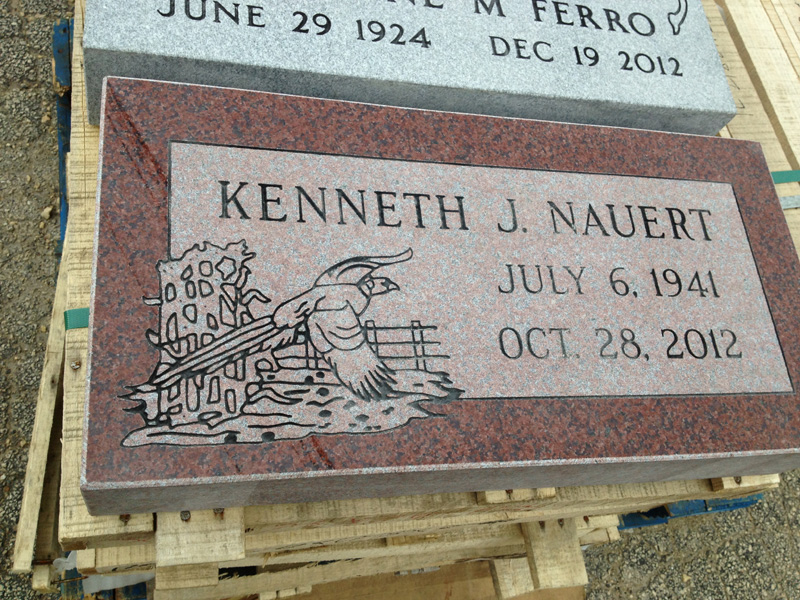 M FERRO
JUNE 29 1924
DEC 19 2012
KENNETH J. NAUERT
JULY 6, 1941
OCT. 28, 2012